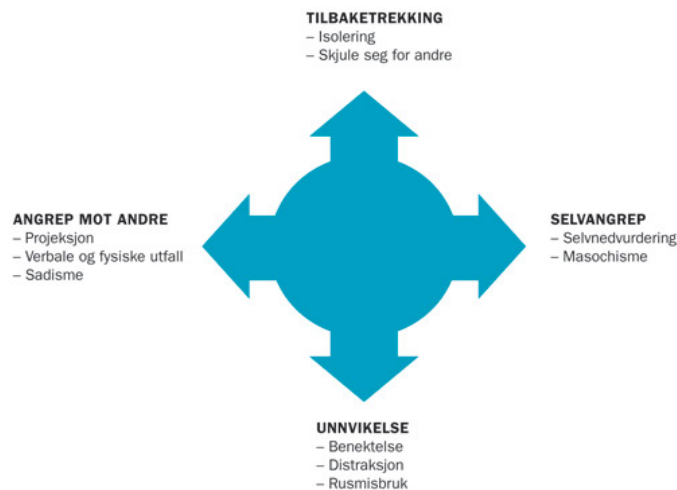 TILBAKETREKKING
– Isolering
– Skjule seg for andre
ANGREP MOT ANDRE
– Projeksjon
– Verbale og fysiske utfall
– Sadisme
SELVANGREP
– Selvnedvurdering
– Masochisme
UNNVIKELSE
– Benektelse
– Distraksjon
– Rusmisbruk